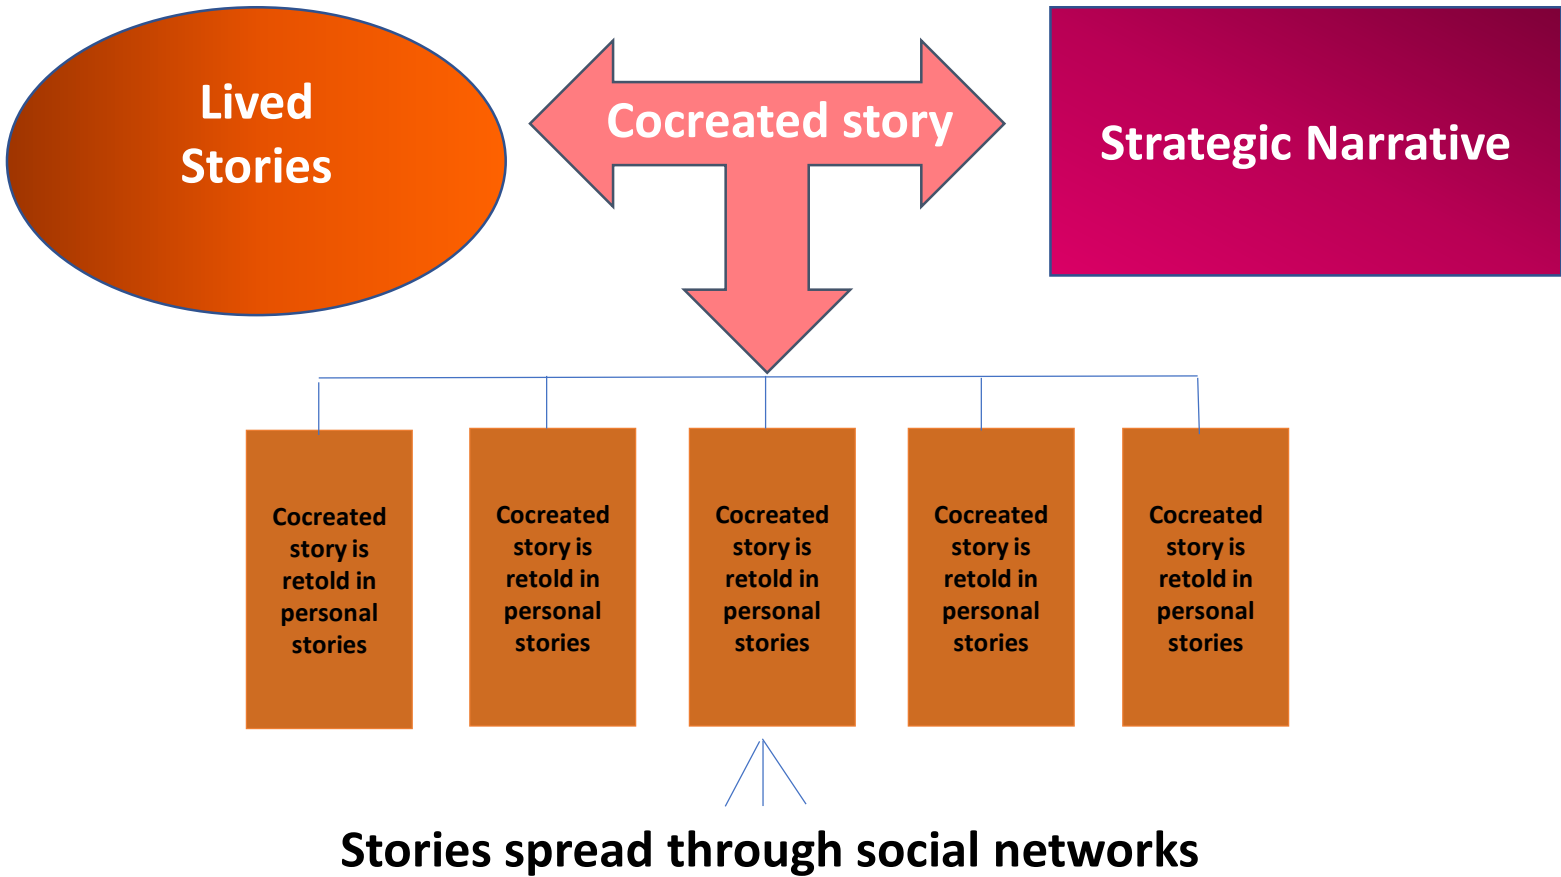 Lived
Stories
Cocreated story
Strategic Narrative
Cocreated
story is
retold in
personal
stories
Cocreated
story is
retold in
personal
stories
Cocreated
story is
retold in
personal
stories
Cocreated
story is
retold in
personal
stories
Cocreated
story is
retold in
personal
stories
Stories spread through social networks